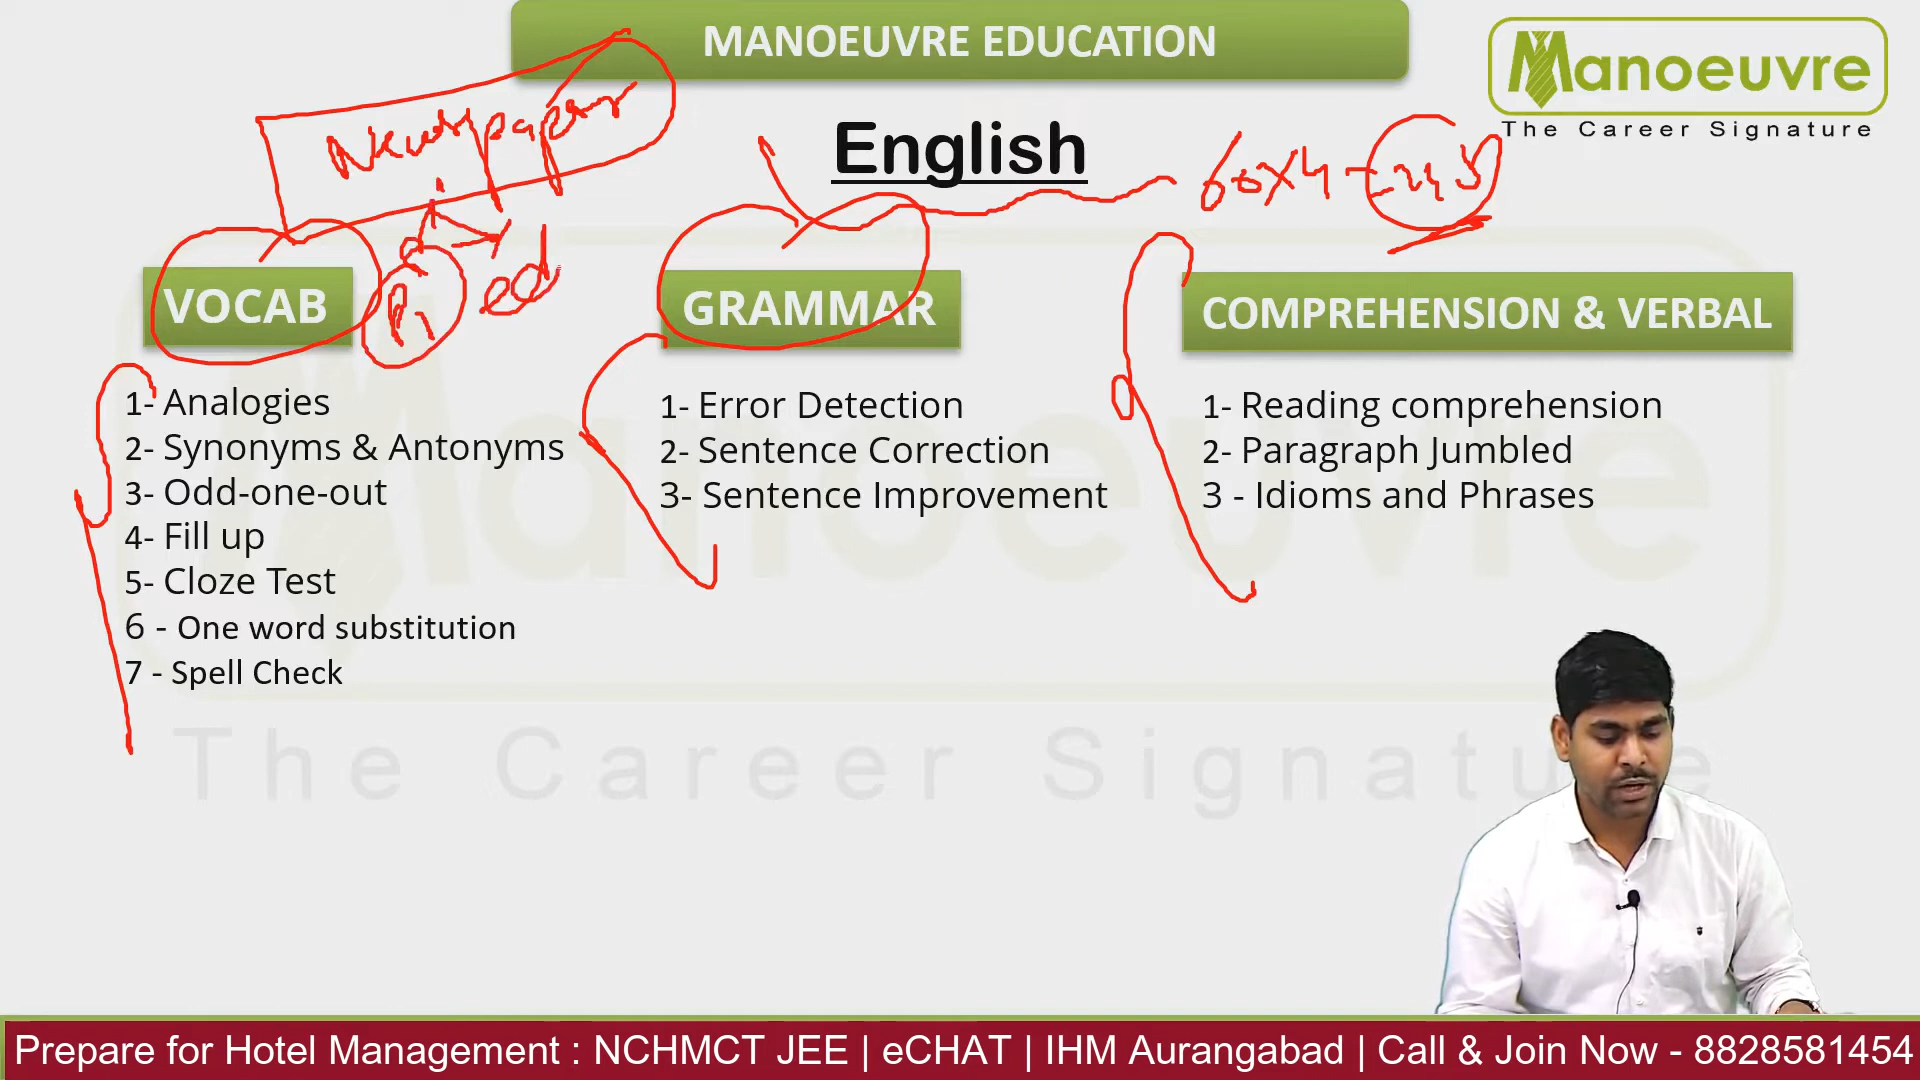 MANOEUVRE EDUCATION
Manoeuvre
The Career Signature
Newspaper
English
60x4 =
ed
VOCAB
1- Analogies
2- Synonyms & Antonyms
3- Odd-one-out
4- Fill up
5- Cloze Test
6 - One word substitution
7 - Spell Check
GRAMMAR
1- Error Detection
2- Sentence Correction
3- Sentence Improvement
COMPREHENSION & VERBAL
1- Reading comprehension
2- Paragraph Jumbled
3 - Idioms and Phrases
Manoeuvre
The Career Signature
Prepare for Hotel Management : NCHMCT JEE | eCHAT | IHM Aurangabad | Call & Join Now - 8828581454